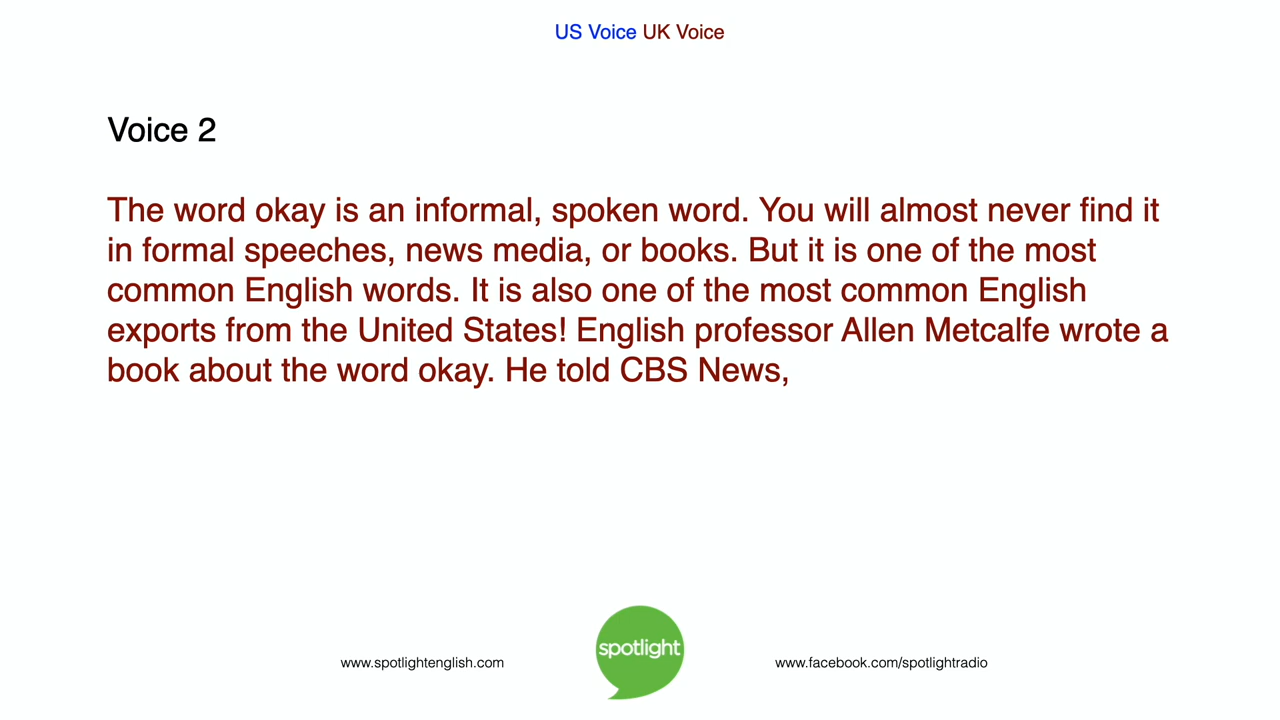 US Voice UK Voice
Voice 2
The word okay is an informal, spoken word. You will almost never find it
in formal speeches, news media, or books. But it is one of the most
common English words. It is also one of the most common English
exports from the United States! English professor Allen Metcalfe wrote a
book about the word okay. He told CBS News,
spotlight
www.spotlightenglish.com
www.facebook.com/spotlightradio